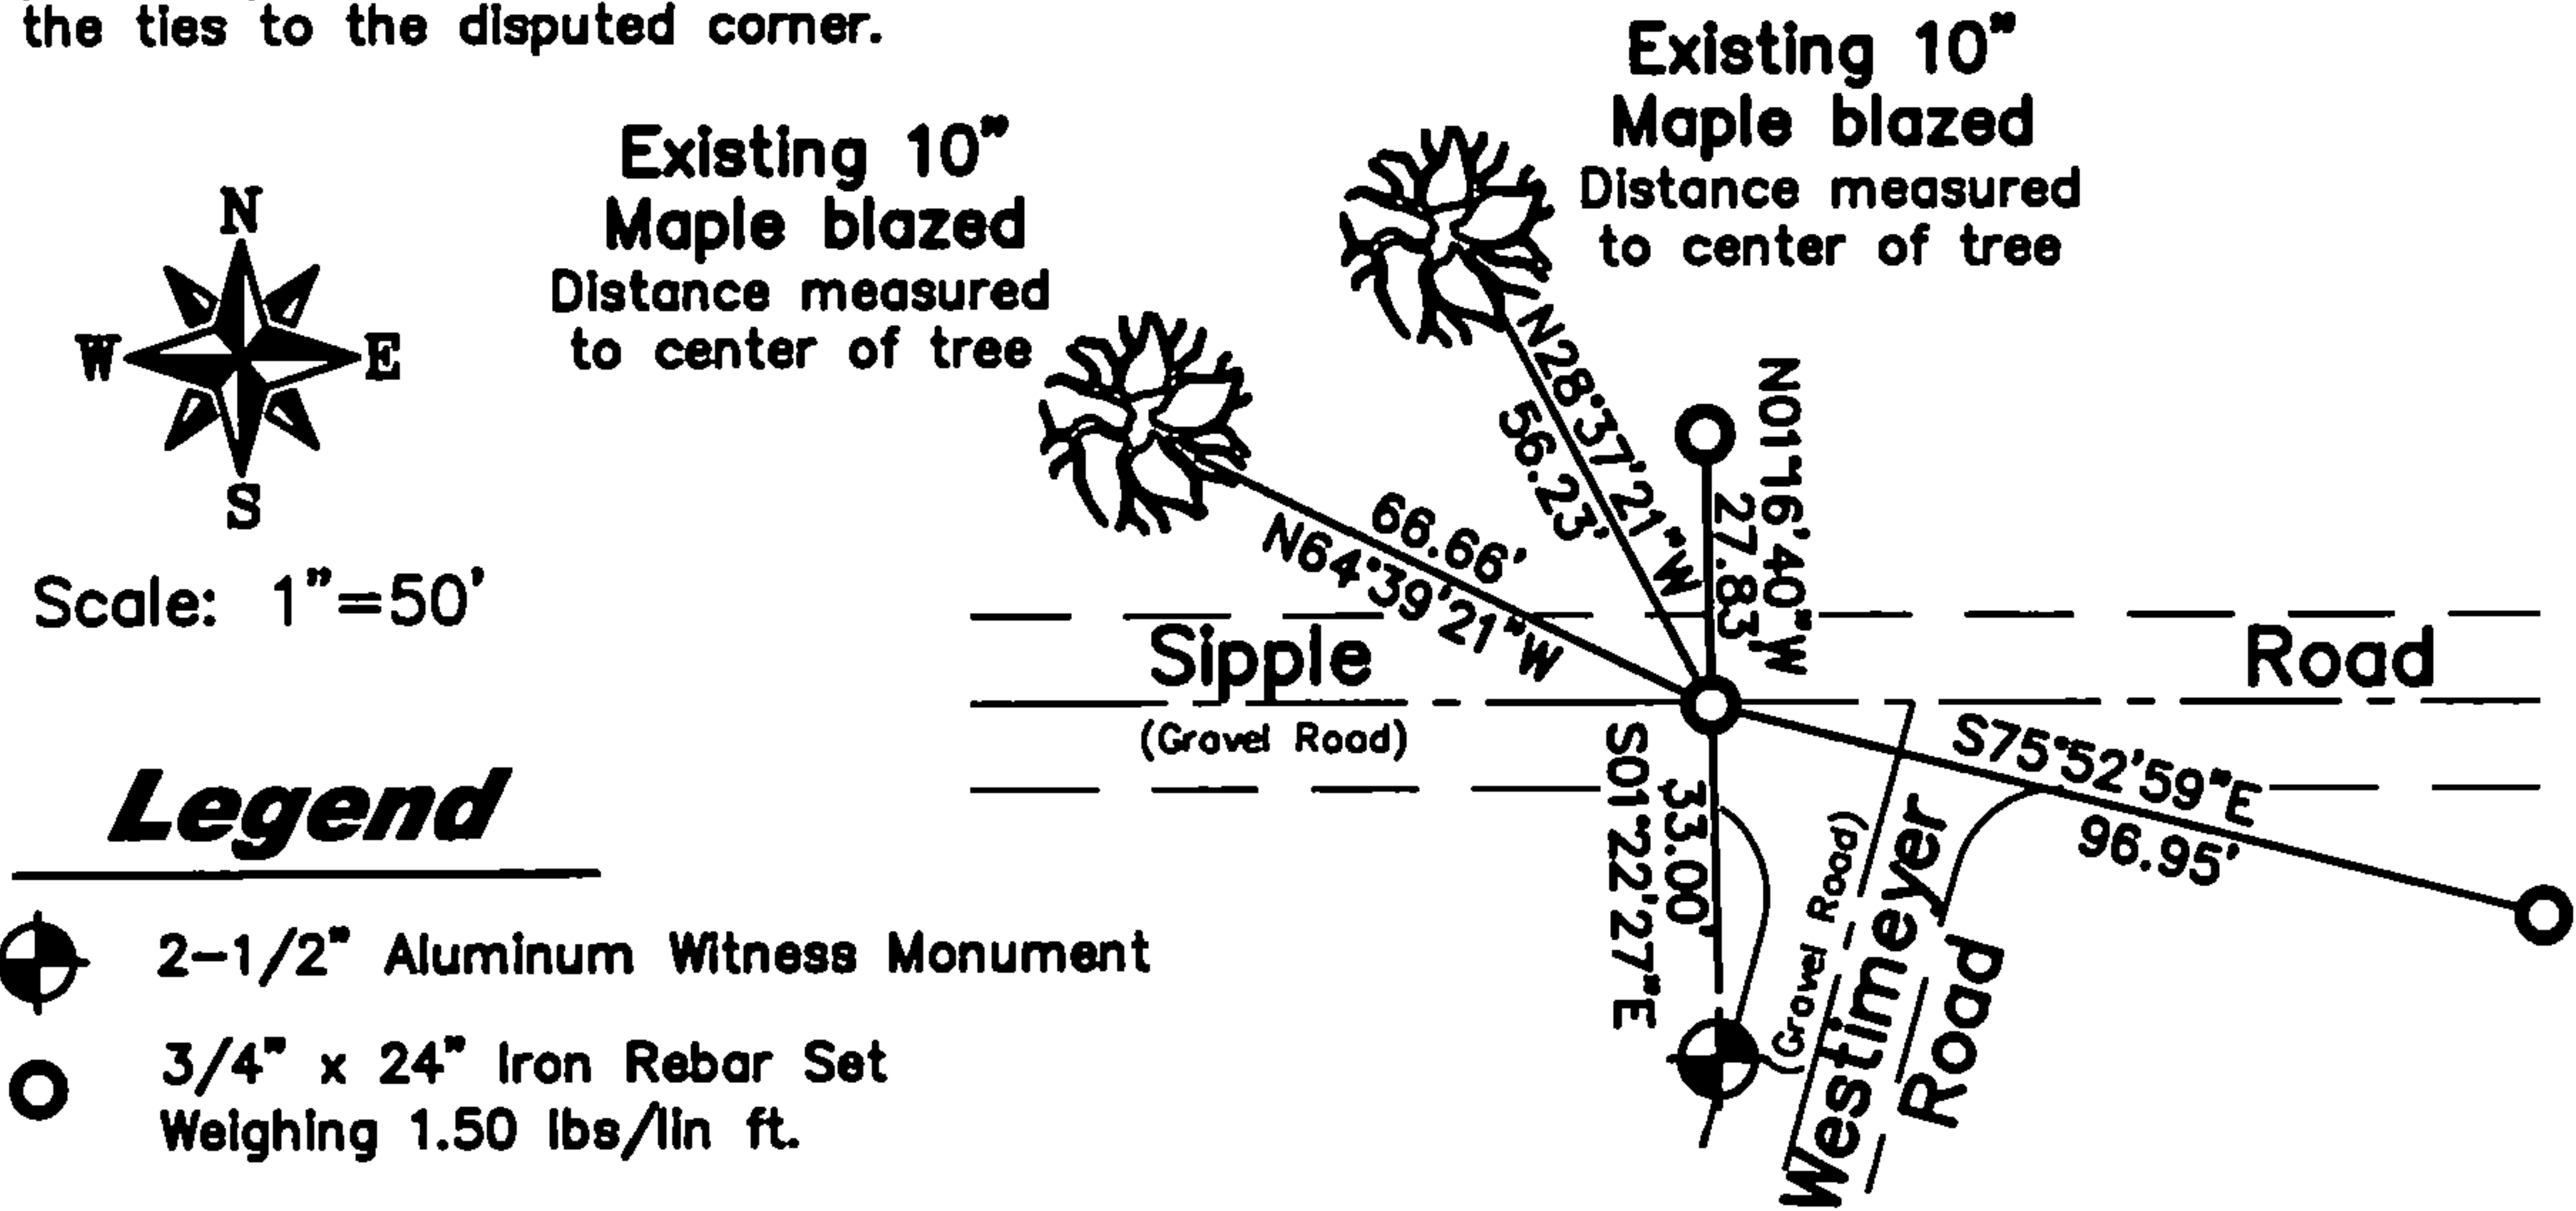 the ties to the disputed corner.
Existing 10"
Maple blazed
Distance measured
to center of tree
Existing 10"
Maple blazed
Distance measured
to center of tree
N
W
E
S
Scale: 1"=50'
N28°37'21"W
56.23'
N01°16'40"W
27.83'
66.66'
N64°39'21"W
Sipple
Road
(Gravel Road)
S75°52'59"E
96.95'
S01°22'27"E
33.00'
(Gravel Road)
Westimeyer
Road
Legend
2-1/2" Aluminum Witness Monument
3/4" x 24" Iron Rebar Set
Weighing 1.50 lbs/lin ft.